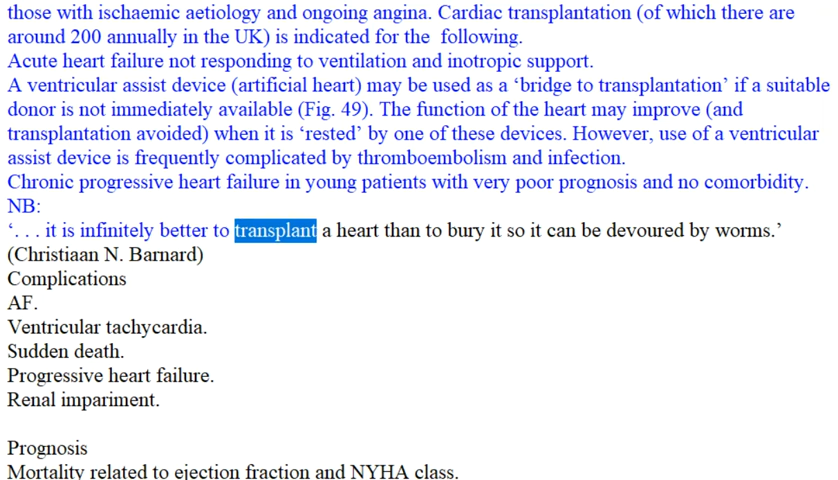 those with ischaemic aetiology and ongoing angina. Cardiac transplantation (of which there are
around 200 annually in the UK) is indicated for the  following.
Acute heart failure not responding to ventilation and inotropic support.
A ventricular assist device (artificial heart) may be used as a ‘bridge to transplantation’ if a suitable
donor is not immediately available (Fig. 49). The function of the heart may improve (and
transplantation avoided) when it is ‘rested’ by one of these devices. However, use of a ventricular
assist device is frequently complicated by thromboembolism and infection.
Chronic progressive heart failure in young patients with very poor prognosis and no comorbidity.
NB:
‘. . . it is infinitely better to transplant a heart than to bury it so it can be devoured by worms.’
(Christiaan N. Barnard)
Complications
AF.
Ventricular tachycardia.
Sudden death.
Progressive heart failure.
Renal impariment.
Prognosis
Mortality related to ejection fraction and NYHA class.